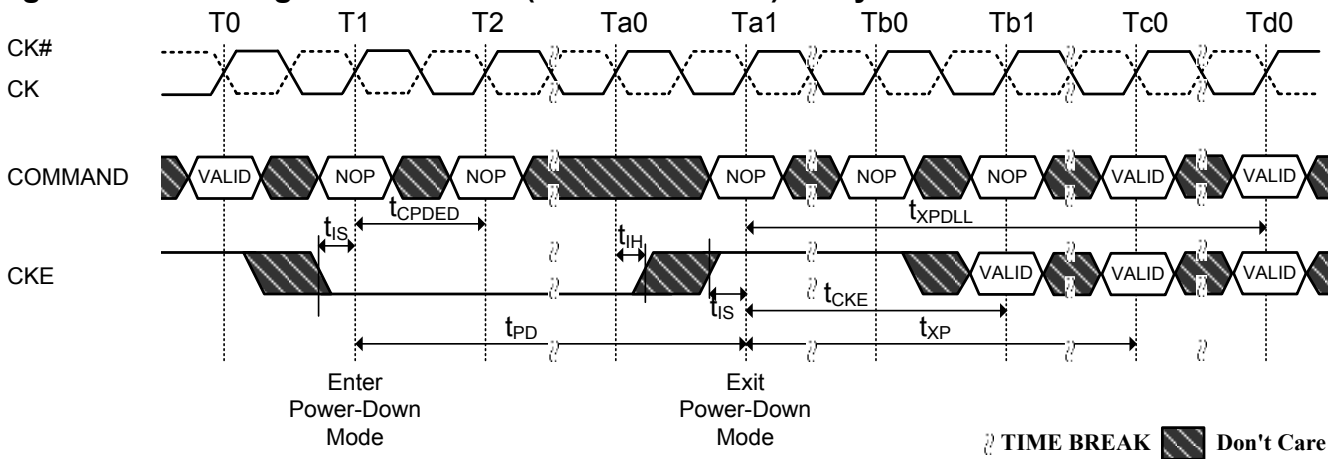 T0 T1 T2 Ta0 Ta1 Tb0 Tb1 Tc0 Td0
CK#
CK
COMMAND
VALID NOP NOP NOP NOP NOP VALID VALID
tCPDED
tXPDLL
tIS
tIH
CKE
VALID VALID VALID
tIS
tCKE
tPD
tXP
Enter
Power-Down
Mode
Exit
Power-Down
Mode
TIME BREAK
Don't Care